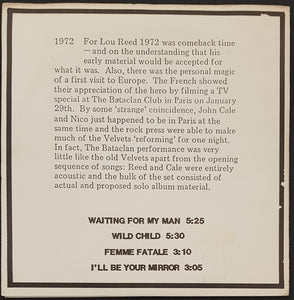 1972 For Lou Reed 1972 was comeback time
— and on the understanding that his
early material would be accepted for
what it was. Also, there was the personal magic
of a first visit to Europe. The French showed
their appreciation of the hero by filming a TV
special at The Bataclan Club in Paris on January
29th. By some 'strange' coincidence, John Cale
and Nico just happened to be in Paris at the
same time and the rock press were able to make
much of the Velvets 'reforming' for one night.
In fact, The Bataclan performance was very
little like the old Velvets apart from the opening
sequence of songs: Reed and Cale were entirely
acoustic and the bulk of the set consisted of
actual and proposed solo album material.
WAITING FOR MY MAN 5:25
WILD CHILD 5:30
FEMME FATALE 3:10
I'LL BE YOUR MIRROR 3:05